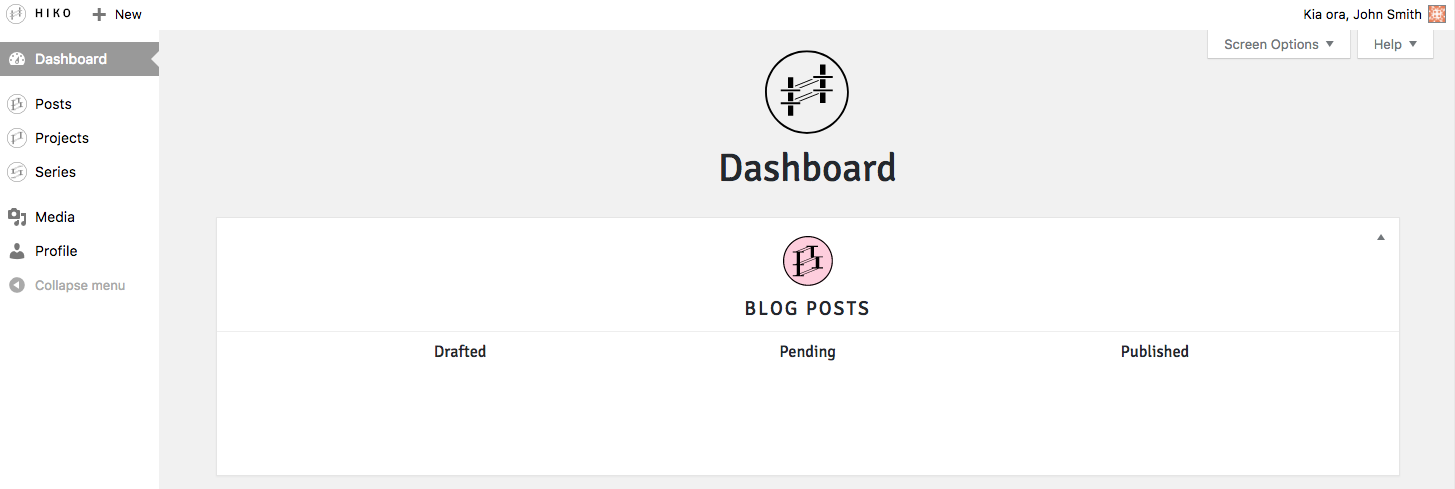 HIKO
New
Kia ora, John Smith
Screen Options
Help
Dashboard
Posts
Projects
Series
Media
Profile
Collapse menu
Dashboard
BLOG POSTS
Drafted
Pending
Published